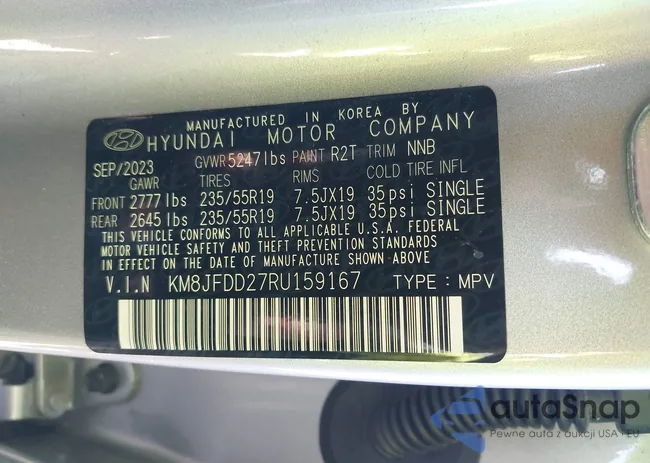 MANUFACTURED IN KOREA BY
HYUNDAI MOTOR COMPANY
SEP/2023 GVWR 5247lbs PAINT R2T TRIM NNB
GAWR TIRES RIMS COLD TIRE INFL
FRONT 2777 lbs 235/55R19 7.5JX19 35psi SINGLE
REAR 2645 lbs 235/55R19 7.5JX19 35psi SINGLE
THIS VEHICLE CONFORMS TO ALL APPLICABLE U.S.A. FEDERAL
MOTOR VEHICLE SAFETY AND THEFT PREVENTION STANDARDS
IN EFFECT ON THE DATE OF MANUFACTURE SHOWN ABOVE.
V.I.N KM8JFDD27RU159167 TYPE : MPV
autaSnap
Pewne auta z aukcji USA i EU